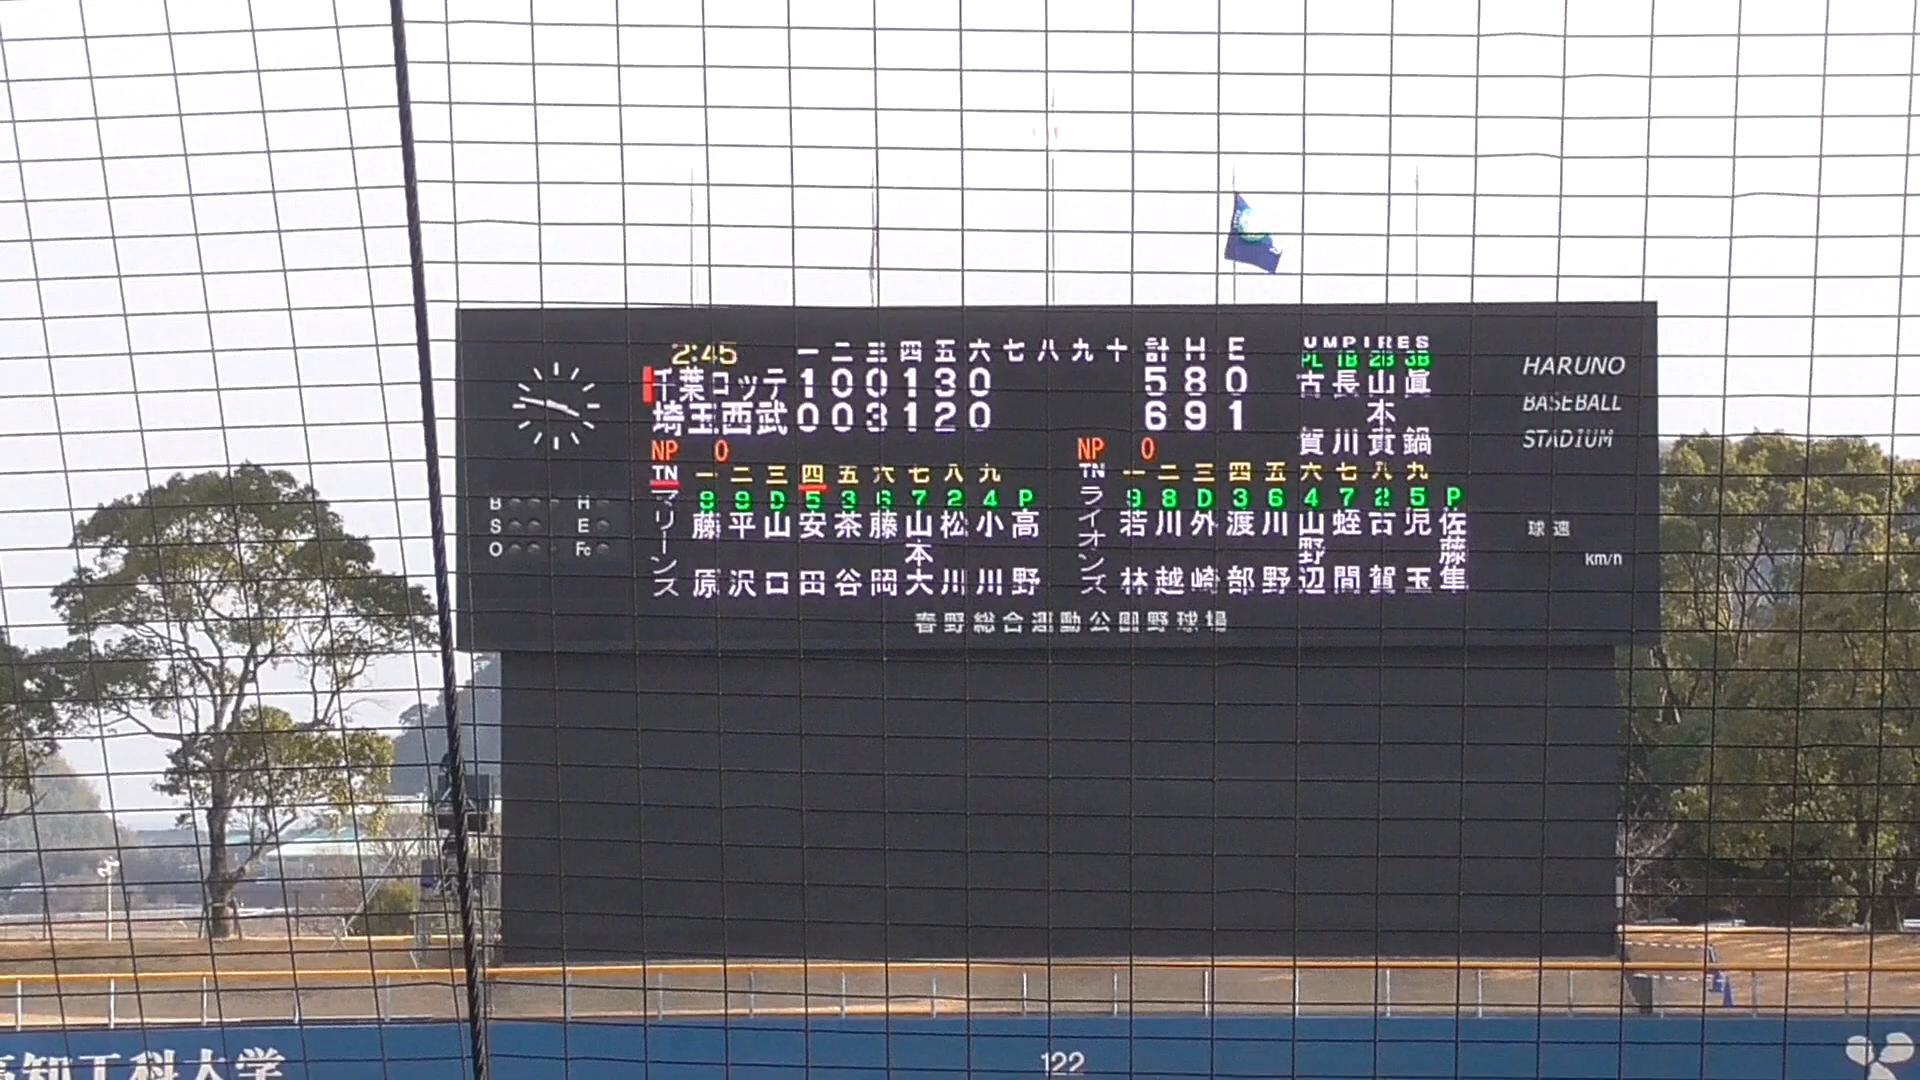 2:45 一 二 三 四 五 六 七 八 九 十 計 H E
千葉ロッテ 1 0 0 1 3 0 5 8 0
埼玉西武 0 0 3 1 2 0 6 9 1
UMPIRES
PL 1B 2B 3B
古賀 長川 山本貴 眞鍋
NP 0
TN 一 二 三 四 五 六 七 八 九
マリーンズ
8 9 D 5 3 6 7 2 4 P
藤原 平沢 山口 安田 茶谷 藤岡 山本大 松川 小川 高野
NP 0
TN 一 二 三 四 五 六 七 八 九
ライオンズ
9 8 D 3 6 4 7 2 5 P
若林 川越 外崎 渡部 川野 山野辺 蛭間 古賀 児玉 佐藤隼
B
S
O
H
E
Fc
HARUNO
BASEBALL
STADIUM
球速
km/h
春野総合運動公園野球場
高知工科大学
122